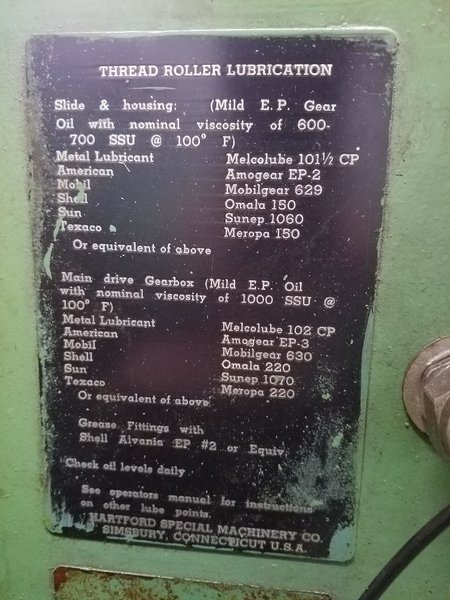 THREAD ROLLER LUBRICATION
Slide & housing: (Mild E.P. Gear
Oil with nominal viscosity of 600-
700 SSU @ 100° F)
Metal Lubricant Melcolube 101½ CP
American Amogear EP-2
Mobil Mobilgear 629
Shell Omala 150
Sun Sunep 1060
Texaco Meropa 150
Or equivalent of above
Main drive Gearbox (Mild E.P. Oil
with nominal viscosity of 1000 SSU @
100° F)
Metal Lubricant Melcolube 102 CP
American Amogear EP-3
Mobil Mobilgear 630
Shell Omala 220
Sun Sunep 1070
Texaco Meropa 220
Or equivalent of above
Grease Fittings with
Shell Alvania EP #2 or Equiv
Check oil levels daily
See operators manual for instructions
on other lube points.
HARTFORD SPECIAL MACHINERY CO.
SIMSBURY, CONNECTICUT U.S.A.